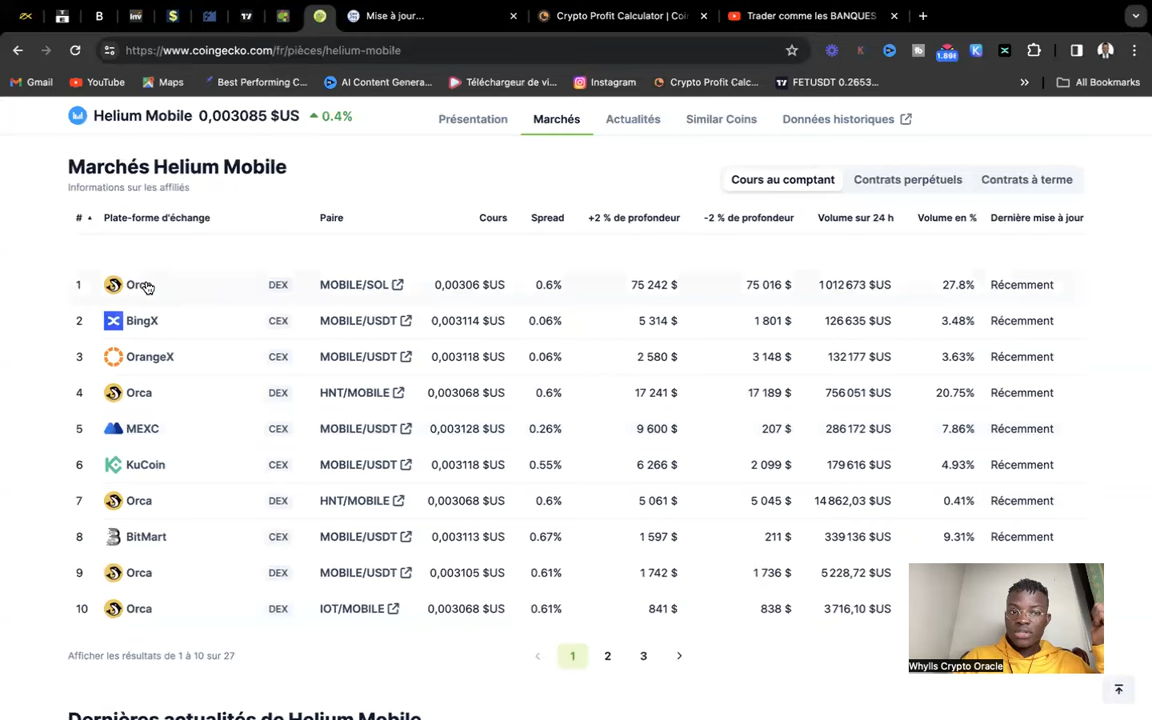 Mise à jour...
Crypto Profit Calculator | Coi
Trader comme les BANQUES
https://www.coingecko.com/fr/pièces/helium-mobile
1.89$
Gmail
YouTube
Maps
Best Performing C...
AI Content Genera...
Téléchargeur de vi...
Instagram
Crypto Profit Calc...
FETUSDT 0.2653...
All Bookmarks
Helium Mobile 0,003085 $US 0.4%
Présentation Marchés Actualités Similar Coins Données historiques
Marchés Helium Mobile
Informations sur les affiliés
Cours au comptant Contrats perpétuels Contrats à terme
# Plate-forme d'échange Paire Cours Spread +2 % de profondeur -2 % de profondeur Volume sur 24 h Volume en % Dernière mise à jour
1 Orca DEX MOBILE/SOL 0,00306 $US 0.6% 75 242 $ 75 016 $ 1 012 673 $US 27.8% Récemment
2 BingX CEX MOBILE/USDT 0,003114 $US 0.06% 5 314 $ 1 801 $ 126 635 $US 3.48% Récemment
3 OrangeX CEX MOBILE/USDT 0,003118 $US 0.06% 2 580 $ 3 148 $ 132 177 $US 3.63% Récemment
4 Orca DEX HNT/MOBILE 0,003068 $US 0.6% 17 241 $ 17 189 $ 756 051 $US 20.75% Récemment
5 MEXC CEX MOBILE/USDT 0,003128 $US 0.26% 9 600 $ 207 $ 286 172 $US 7.86% Récemment
6 KuCoin CEX MOBILE/USDT 0,003118 $US 0.55% 6 266 $ 2 099 $ 179 616 $US 4.93% Récemment
7 Orca DEX HNT/MOBILE 0,003068 $US 0.6% 5 061 $ 5 045 $ 14 862,03 $US 0.41% Récemment
8 BitMart CEX MOBILE/USDT 0,003113 $US 0.67% 1 597 $ 211 $ 339 136 $US 9.31% Récemment
9 Orca DEX MOBILE/USDT 0,003105 $US 0.61% 1 742 $ 1 736 $ 5 228,72 $US
10 Orca DEX IOT/MOBILE 0,003068 $US 0.61% 841 $ 838 $ 3 716,10 $US
Afficher les résultats de 1 à 10 sur 27
1 2 3
Whylls Crypto Oracle
Dernières actualités de Helium Mobile